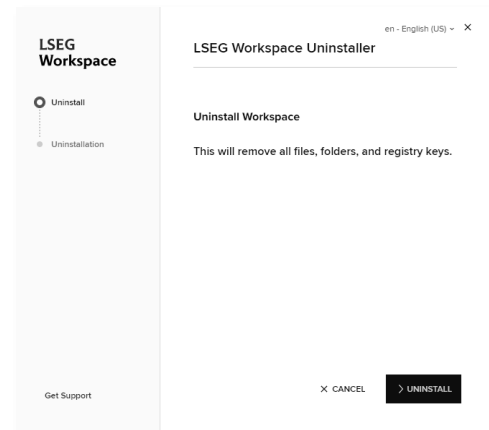 en - English (US)
LSEG
Workspace
LSEG Workspace Uninstaller
Uninstall
Uninstallation
Uninstall Workspace
This will remove all files, folders, and registry keys.
Get Support
CANCEL
UNINSTALL